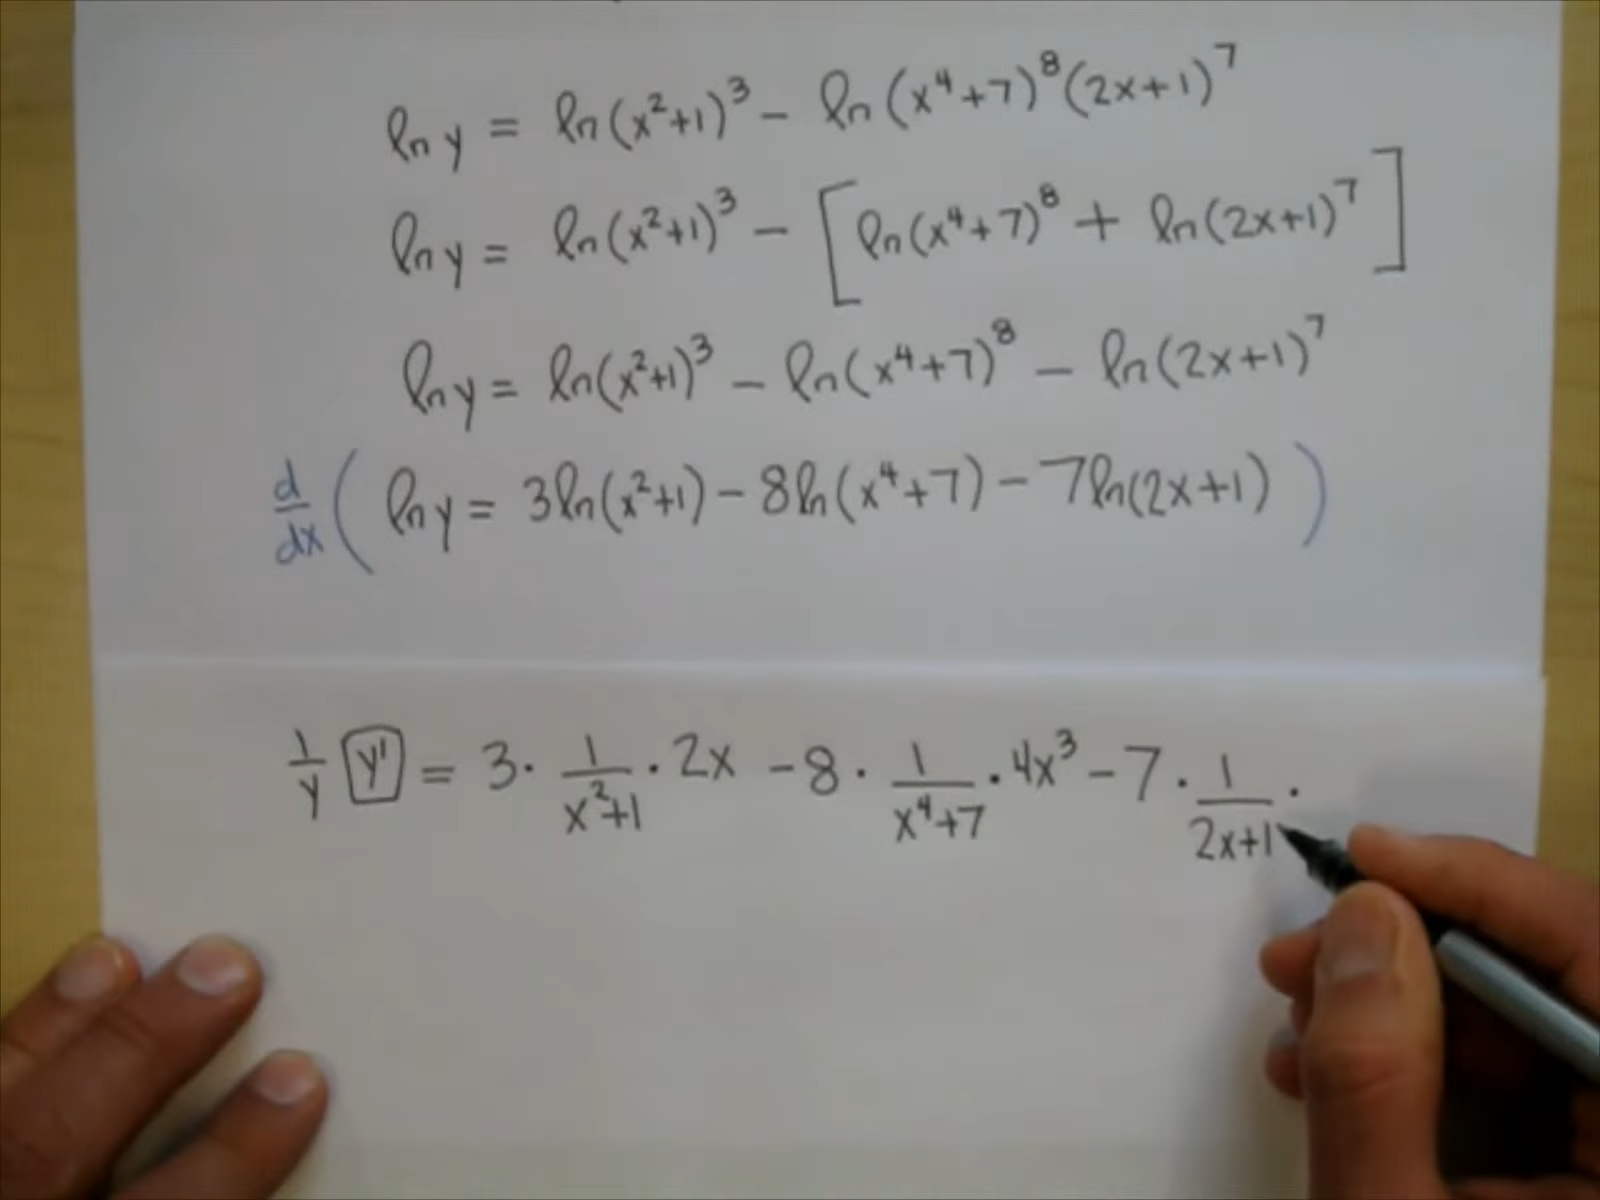 ln y = ln(x²+1)³ − ln(x⁴+7)⁸(2x+1)⁷
ln y = ln(x²+1)³ − [ln(x⁴+7)⁸ + ln(2x+1)⁷]
ln y = ln(x²+1)³ − ln(x⁴+7)⁸ − ln(2x+1)⁷
d/dx ( ln y = 3ln(x²+1) − 8ln(x⁴+7) − 7ln(2x+1) )
1/y y' = 3 · 1/(x²+1) · 2x − 8 · 1/(x⁴+7) · 4x³ − 7 · 1/(2x+1) ·